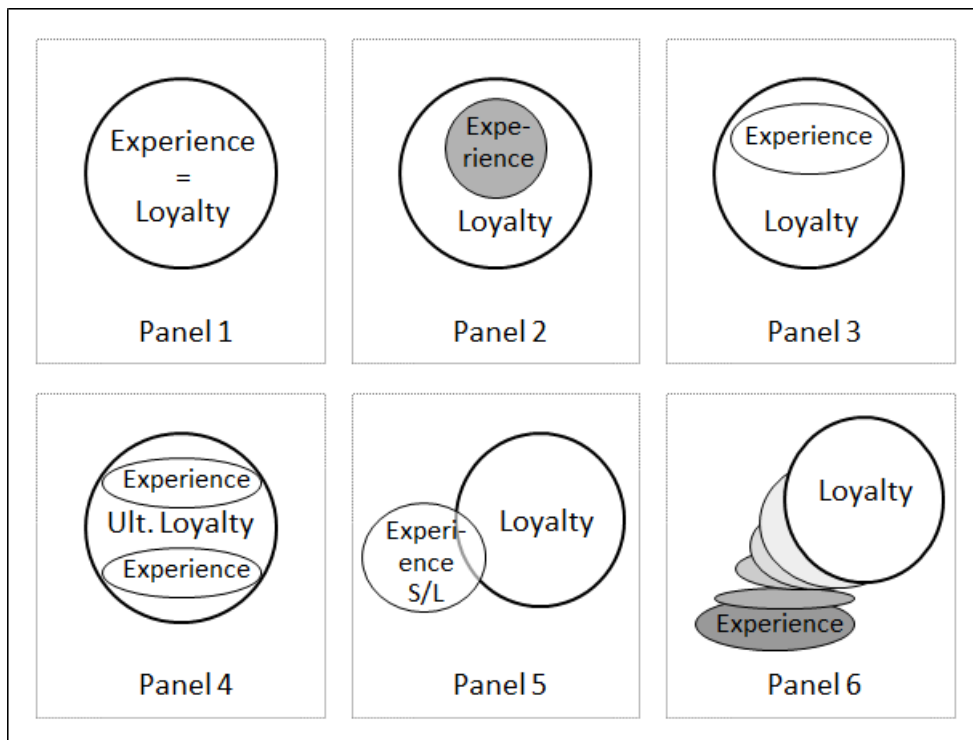 Experience
=
Loyalty
Panel 1
Expe-
rience
Loyalty
Panel 2
Experience
Loyalty
Panel 3
Experience
Ult. Loyalty
Experience
Panel 4
Experi-
ence
S/L
Loyalty
Panel 5
Loyalty
Experience
Panel 6